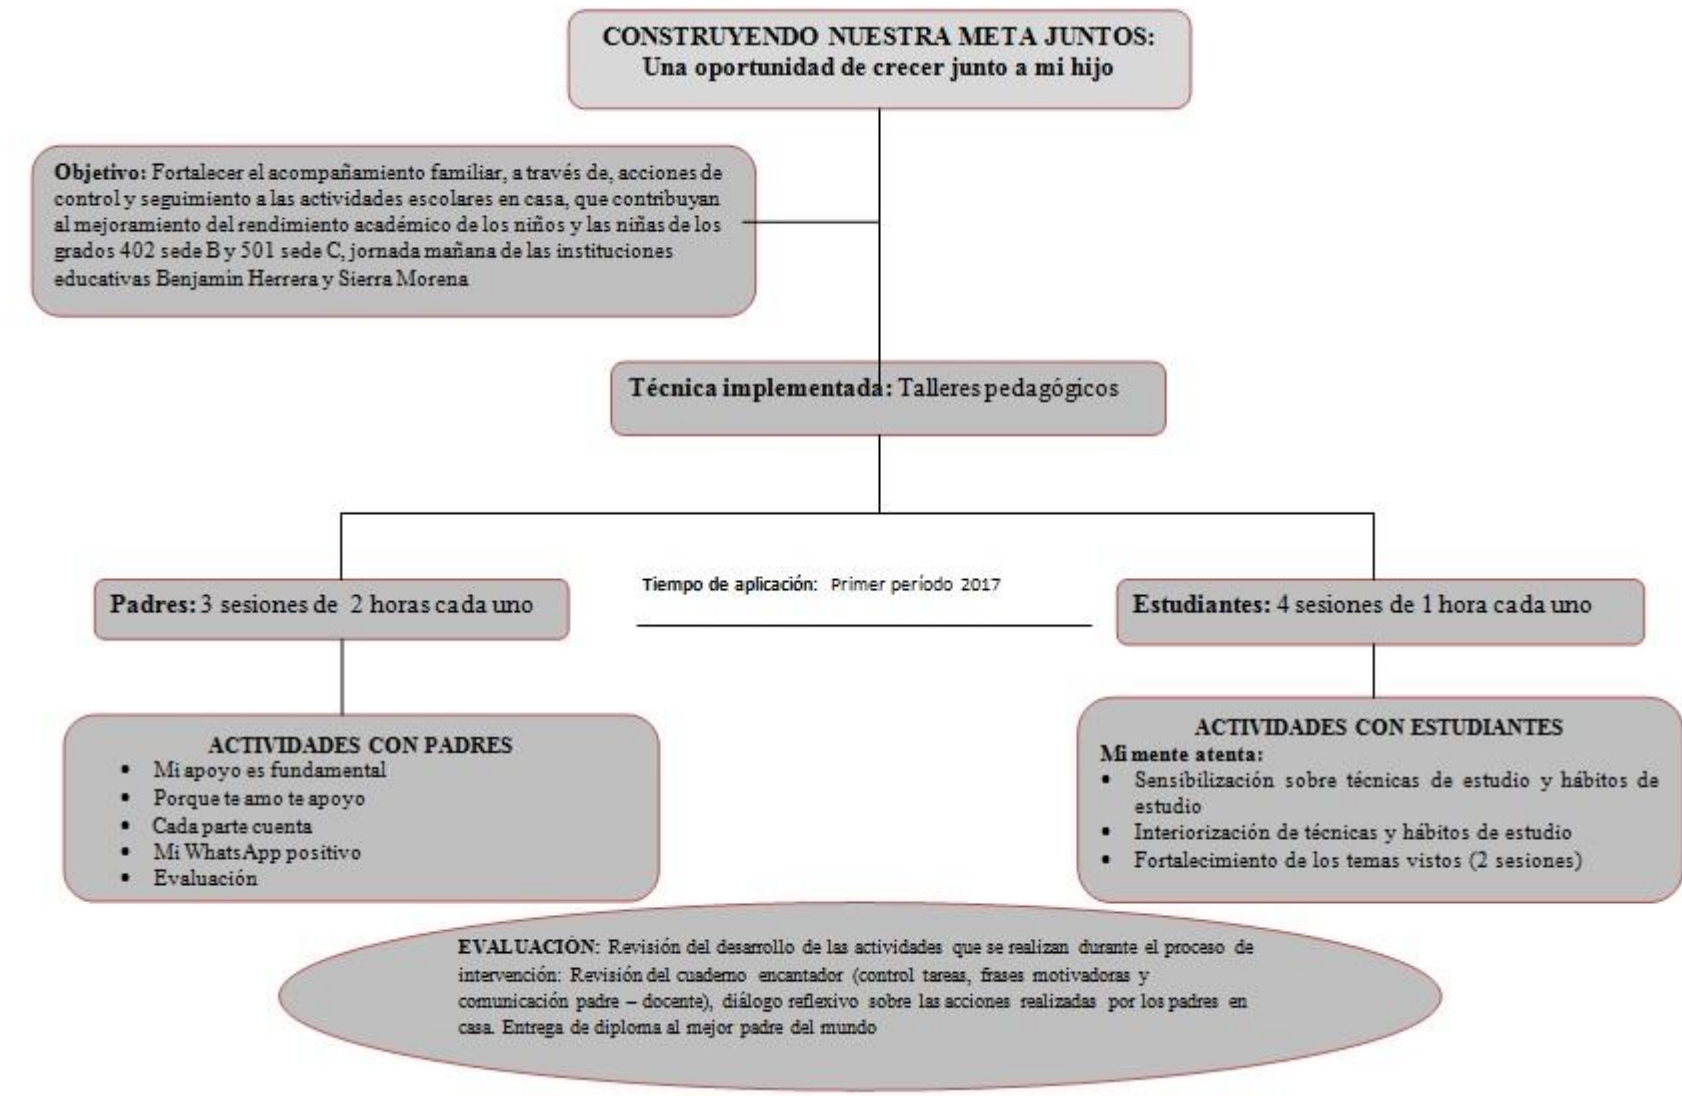 CONSTRUYENDO NUESTRA META JUNTOS:
Una oportunidad de crecer junto a mi hijo
Objetivo: Fortalecer el acompañamiento familiar, a través de, acciones de
control y seguimiento a las actividades escolares en casa, que contribuyan
al mejoramiento del rendimiento académico de los niños y las niñas de los
grados 402 sede B y 501 sede C, jornada mañana de las instituciones
educativas Benjamín Herrera y Sierra Morena
Técnica implementada: Talleres pedagógicos
Tiempo de aplicación: Primer período 2017
Padres: 3 sesiones de 2 horas cada uno
Estudiantes: 4 sesiones de 1 hora cada uno
ACTIVIDADES CON PADRES
• Mi apoyo es fundamental
• Porque te amo te apoyo
• Cada parte cuenta
• Mi WhatsApp positivo
• Evaluación
ACTIVIDADES CON ESTUDIANTES
Mi mente atenta:
• Sensibilización sobre técnicas de estudio y hábitos de
estudio
• Interiorización de técnicas y hábitos de estudio
• Fortalecimiento de los temas vistos (2 sesiones)
EVALUACIÓN: Revisión del desarrollo de las actividades que se realizan durante el proceso de
intervención: Revisión del cuaderno encantador (control tareas, frases motivadoras y
comunicación padre – docente), diálogo reflexivo sobre las acciones realizadas por los padres en
casa. Entrega de diploma al mejor padre del mundo